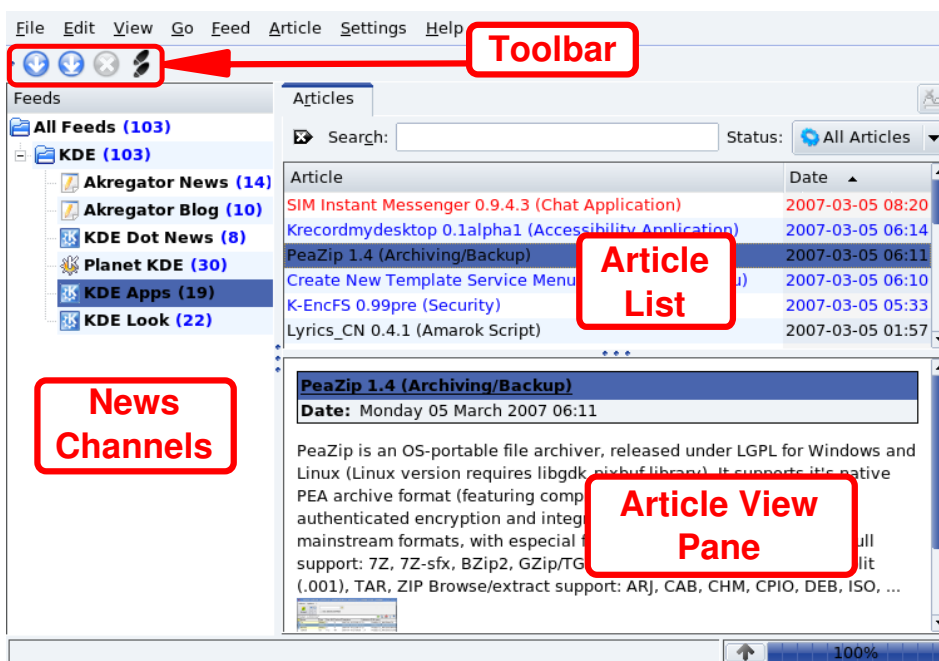 File Edit View Go Feed Article Settings Help
Toolbar
Feeds
All Feeds (103)
KDE (103)
Akregator News (14)
Akregator Blog (10)
KDE Dot News (8)
Planet KDE (30)
KDE Apps (19)
KDE Look (22)
News
Channels
Articles
Search: Status: All Articles
Article Date
SIM Instant Messenger 0.9.4.3 (Chat Application) 2007-03-05 08:20
Krecordmydesktop 0.1alpha1 (Accessibility Application) 2007-03-05 06:14
PeaZip 1.4 (Archiving/Backup) 2007-03-05 06:11
Create New Template Service Menu 2007-03-05 06:10
K-EncFS 0.99pre (Security) 2007-03-05 05:33
Lyrics_CN 0.4.1 (Amarok Script) 2007-03-05 01:57
Article
List
PeaZip 1.4 (Archiving/Backup)
Date: Monday 05 March 2007 06:11
PeaZip is an OS-portable file archiver, released under LGPL for Windows and
Linux (Linux version requires libgdk-pixbuf library). It supports it's native
PEA archive format (featuring
authenticated encryption and
mainstream formats, with especial
support: 7Z, 7Z-sfx, BZip2,
(.001), TAR, ZIP Browse/extract support: ARJ, CAB, CHM, CPIO, DEB, ISO, ...
Article View
Pane
100%